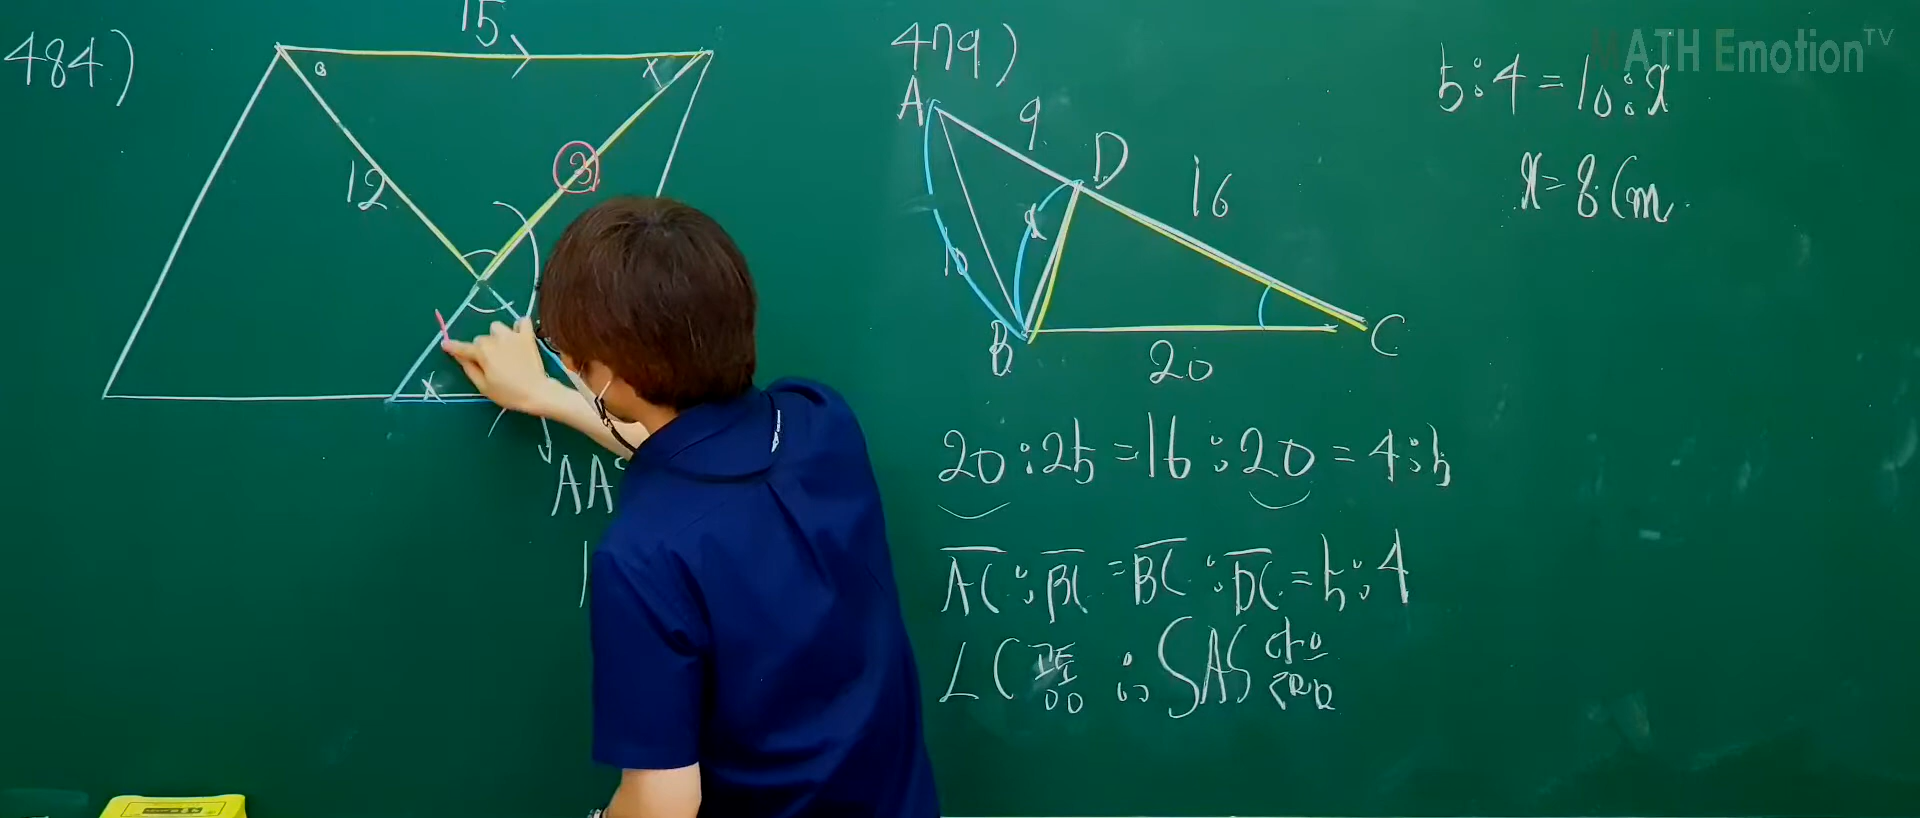 484)
15
x
12
3
x
AA
479)
A
9
D
16
x
10
B
20
C
20:25=16:20=4:5
AC:BC=BC:DC=5:4
∠C 공통 ∴ SAS 닮음
5:4=10:x
x=8cm
MATH Emotion TV